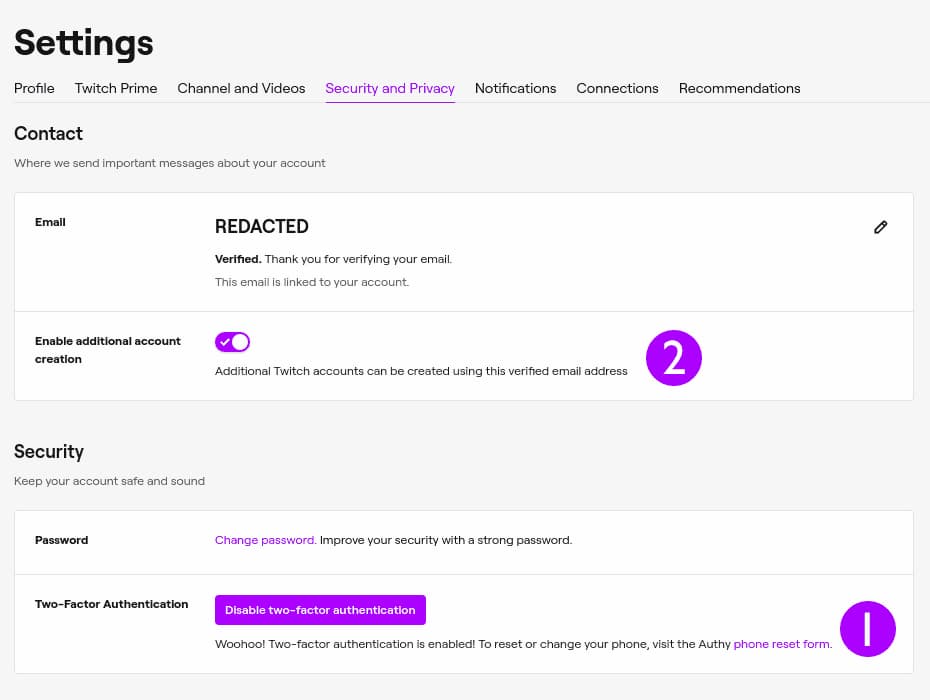 Settings
Profile Twitch Prime Channel and Videos Security and Privacy Notifications Connections Recommendations
Contact
Where we send important messages about your account
Email
REDACTED
Verified. Thank you for verifying your email.
This email is linked to your account.
Enable additional account
creation
Additional Twitch accounts can be created using this verified email address
2
Security
Keep your account safe and sound
Password
Change password. Improve your security with a strong password.
Two-Factor Authentication
Disable two-factor authentication
Woohoo! Two-factor authentication is enabled! To reset or change your phone, visit the Authy phone reset form.
1